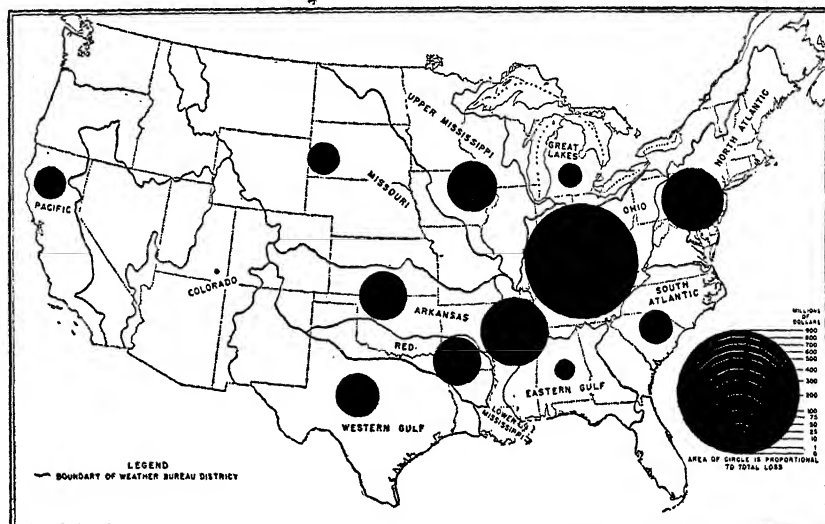 UPPER MISSISSIPPI
GREAT
LAKES
NORTH ATLANTIC
MISSOURI
OHIO
PACIFIC
COLORADO
ARKANSAS
SOUTH
ATLANTIC
RED
EASTERN GULF
WESTERN GULF
LOWER
MISSISSIPPI
MILLIONS
OF
DOLLARS
900
800
700
600
500
400
300
200
100
75
50
25
10
1
0
AREA OF CIRCLE IS PROPORTIONAL
TO TOTAL LOSS
LEGEND
BOUNDARY OF WEATHER BUREAU DISTRICT